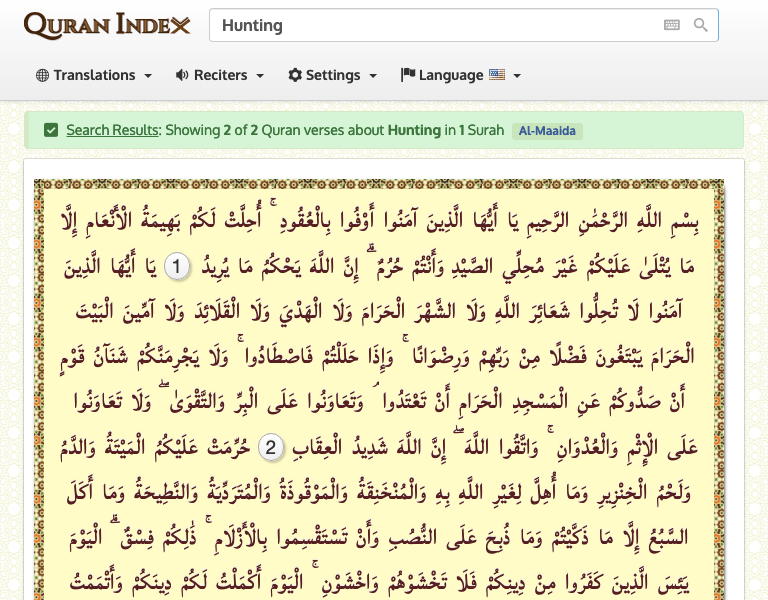 QURAN INDEX
Hunting
Translations Reciters Settings Language
Search Results: Showing 2 of 2 Quran verses about Hunting in 1 Surah Al-Maaida
بِسْمِ اللَّهِ الرَّحْمَٰنِ الرَّحِيمِ يَا أَيُّهَا الَّذِينَ آمَنُوا أَوْفُوا بِالْعُقُودِ ۚ أُحِلَّتْ لَكُمْ بَهِيمَةُ الْأَنْعَامِ إِلَّا
مَا يُتْلَىٰ عَلَيْكُمْ غَيْرَ مُحِلِّي الصَّيْدِ وَأَنْتُمْ حُرُمٌ ۗ إِنَّ اللَّهَ يَحْكُمُ مَا يُرِيدُ 1 يَا أَيُّهَا الَّذِينَ
آمَنُوا لَا تُحِلُّوا شَعَائِرَ اللَّهِ وَلَا الشَّهْرَ الْحَرَامَ وَلَا الْهَدْيَ وَلَا الْقَلَائِدَ وَلَا آمِّينَ الْبَيْتَ
الْحَرَامَ يَبْتَغُونَ فَضْلًا مِنْ رَبِّهِمْ وَرِضْوَانًا ۚ وَإِذَا حَلَلْتُمْ فَاصْطَادُوا ۚ وَلَا يَجْرِمَنَّكُمْ شَنَآنُ قَوْمٍ
أَنْ صَدُّوكُمْ عَنِ الْمَسْجِدِ الْحَرَامِ أَنْ تَعْتَدُوا ۘ وَتَعَاوَنُوا عَلَى الْبِرِّ وَالتَّقْوَىٰ ۖ وَلَا تَعَاوَنُوا
عَلَى الْإِثْمِ وَالْعُدْوَانِ ۚ وَاتَّقُوا اللَّهَ ۖ إِنَّ اللَّهَ شَدِيدُ الْعِقَابِ 2 حُرِّمَتْ عَلَيْكُمُ الْمَيْتَةُ وَالدَّمُ
وَلَحْمُ الْخِنْزِيرِ وَمَا أُهِلَّ لِغَيْرِ اللَّهِ بِهِ وَالْمُنْخَنِقَةُ وَالْمَوْقُوذَةُ وَالْمُتَرَدِّيَةُ وَالنَّطِيحَةُ وَمَا أَكَلَ
السَّبُعُ إِلَّا مَا ذَكَّيْتُمْ وَمَا ذُبِحَ عَلَى النُّصُبِ وَأَنْ تَسْتَقْسِمُوا بِالْأَزْلَامِ ۚ ذَٰلِكُمْ فِسْقٌ ۗ الْيَوْمَ
يَئِسَ الَّذِينَ كَفَرُوا مِنْ دِينِكُمْ فَلَا تَخْشَوْهُمْ وَاخْشَوْنِ ۚ الْيَوْمَ أَكْمَلْتُ لَكُمْ دِينَكُمْ وَأَتْمَمْتُ